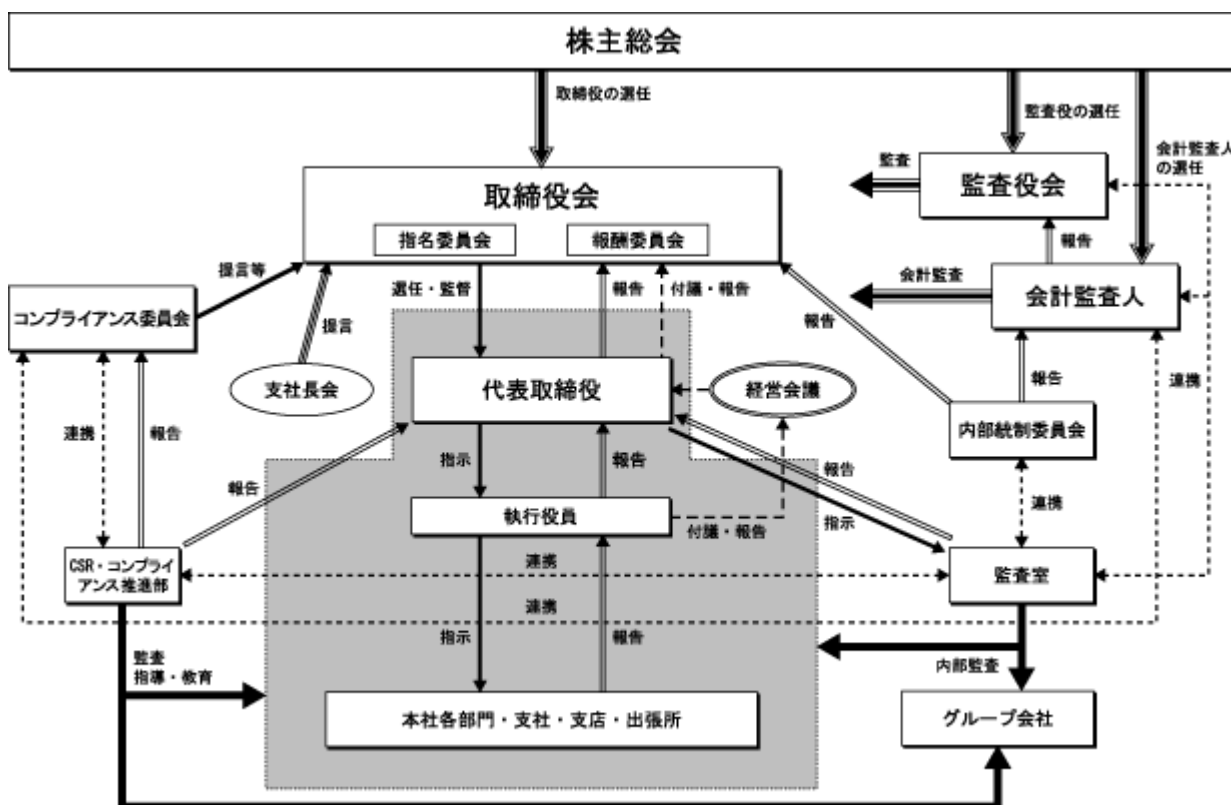 株主総会
取締役の選任
監査役の選任
会計監査人
の選任
監査
監査役会
取締役会
指名委員会
報酬委員会
報告
提言等
選任・監督
報告
付議・報告
会計監査
会計監査人
コンプライアンス委員会
提言
報告
支社長会
代表取締役
経営会議
報告
連携
内部統制委員会
連携
報告
指示
報告
報告
報告
執行役員
付議・報告
指示
連携
CSR・コンプライ
アンス推進部
連携
監査室
連携
指示
報告
監査
指導・教育
内部監査
本社各部門・支社・支店・出張所
グループ会社